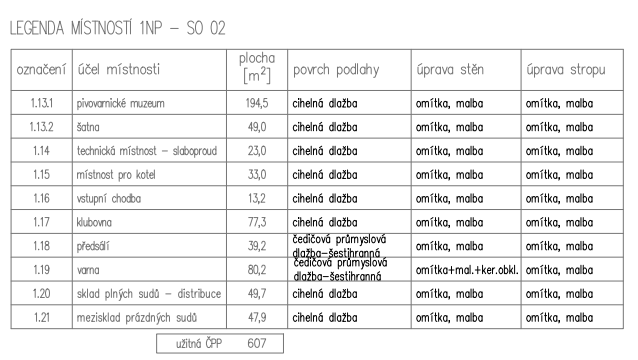 LEGENDA MÍSTNOSTÍ 1NP – SO 02
označení účel místnosti plocha [m²] povrch podlahy úprava stěn úprava stropu
1.13.1 pivovarnické muzeum 194,5 cihelná dlažba omítka, malba omítka, malba
1.13.2 šatna 49,0 cihelná dlažba omítka, malba omítka, malba
1.14 technická místnost – slaboproud 23,0 cihelná dlažba omítka, malba omítka, malba
1.15 místnost pro kotel 33,0 cihelná dlažba omítka, malba omítka, malba
1.16 vstupní chodba 13,2 cihelná dlažba omítka, malba omítka, malba
1.17 klubovna 77,3 cihelná dlažba omítka, malba omítka, malba
1.18 předsálí 39,2 čedičová průmyslová dlažba–šestihranná omítka, malba omítka, malba
1.19 varna 80,2 čedičová průmyslová dlažba–šestihranná omítka+mal.+ker.obkl. omítka, malba
1.20 sklad plných sudů – distribuce 49,7 cihelná dlažba omítka, malba omítka, malba
1.21 mezisklad prázdných sudů 47,9 cihelná dlažba omítka, malba omítka, malba
užitná ČPP 607